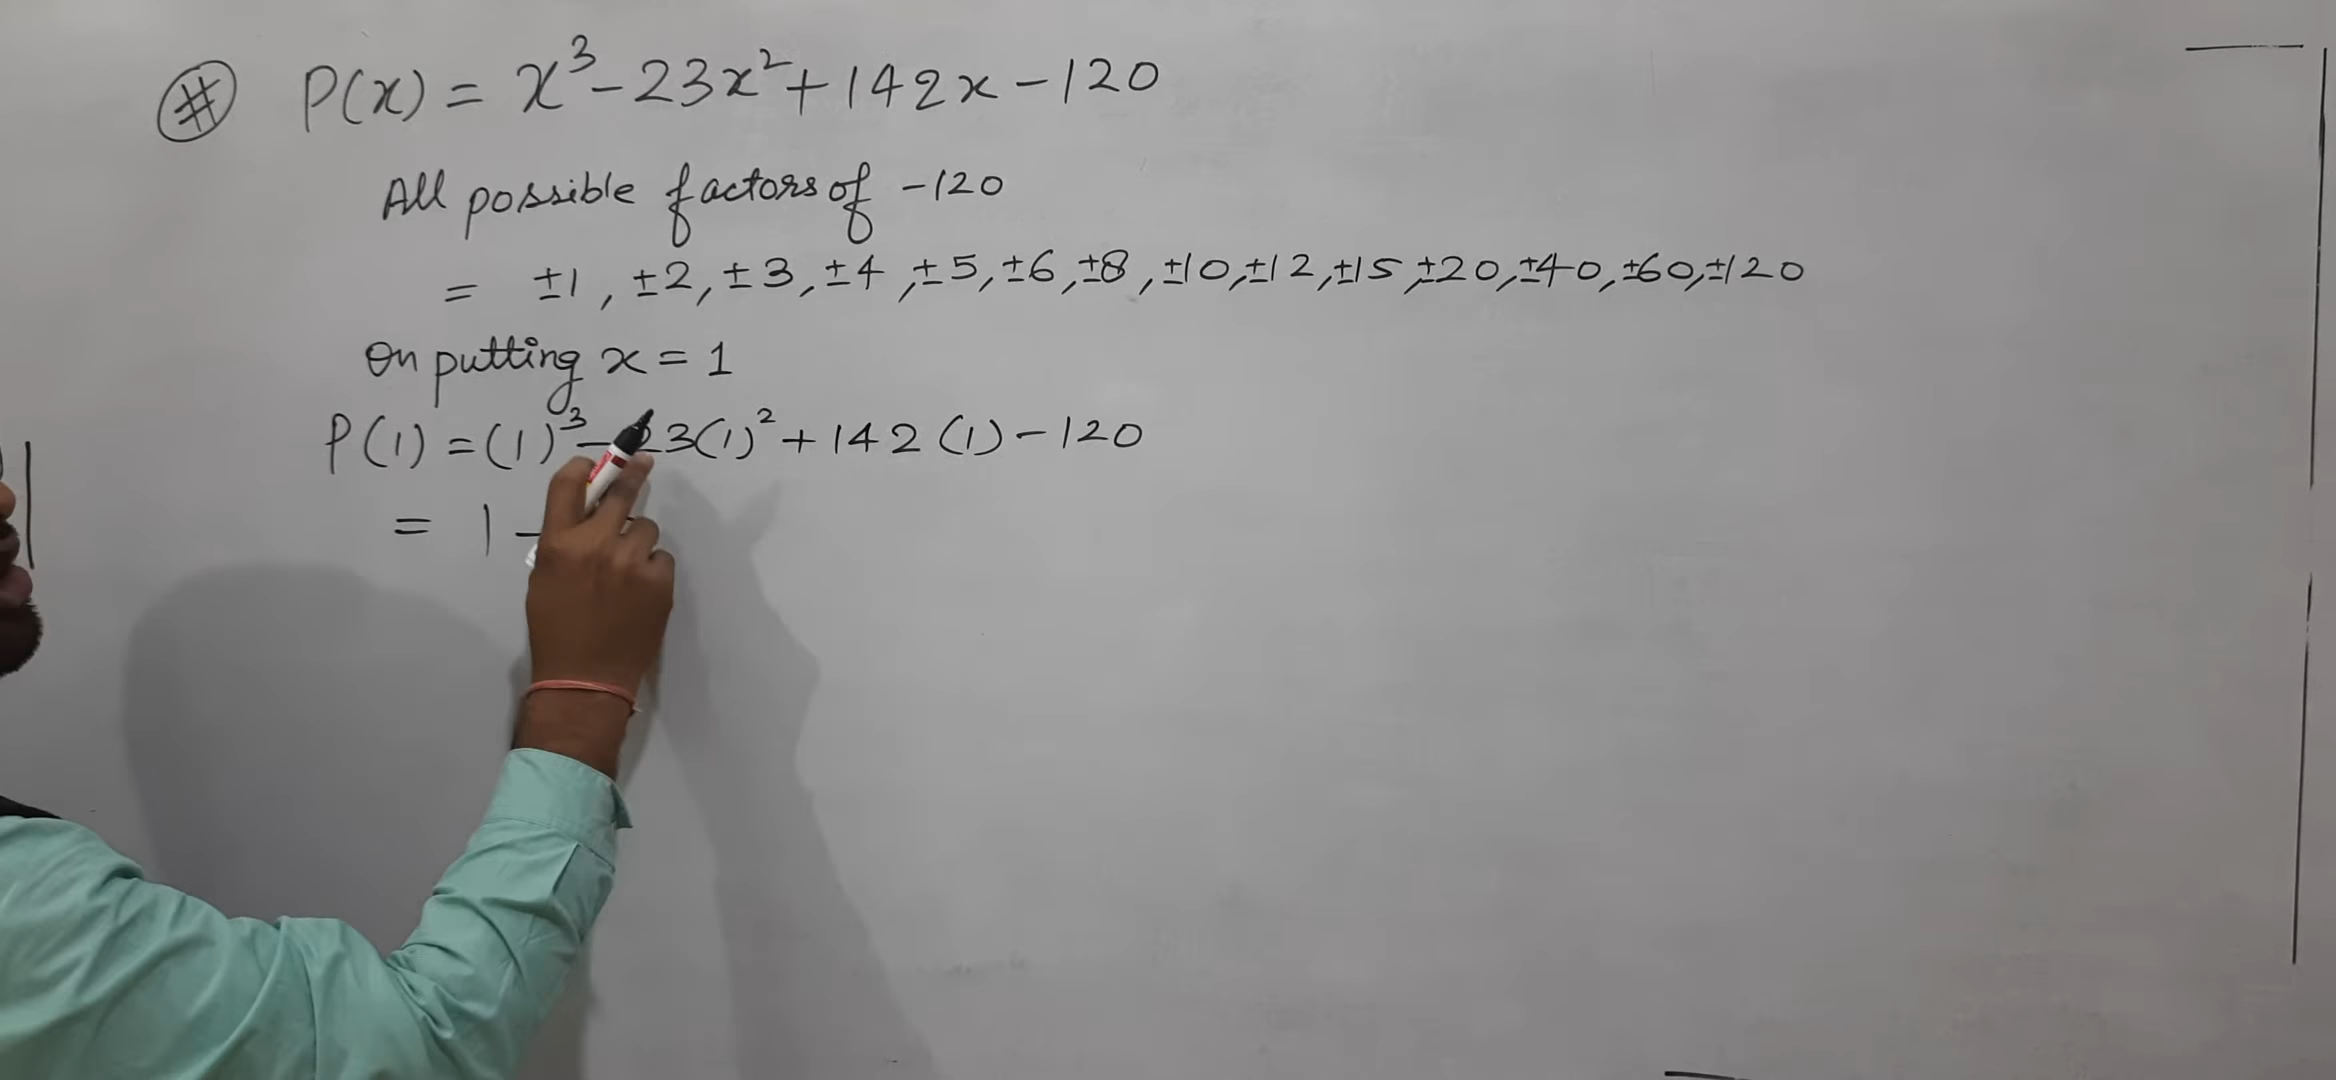 # P(x) = x³ - 23x² + 142x - 120
All possible factors of -120
= ±1, ±2, ±3, ±4, ±5, ±6, ±8, ±10, ±12, ±15, ±20, ±40, ±60, ±120
On putting x = 1
P(1) = (1)³ - 23(1)² + 142(1) - 120
= 1 -